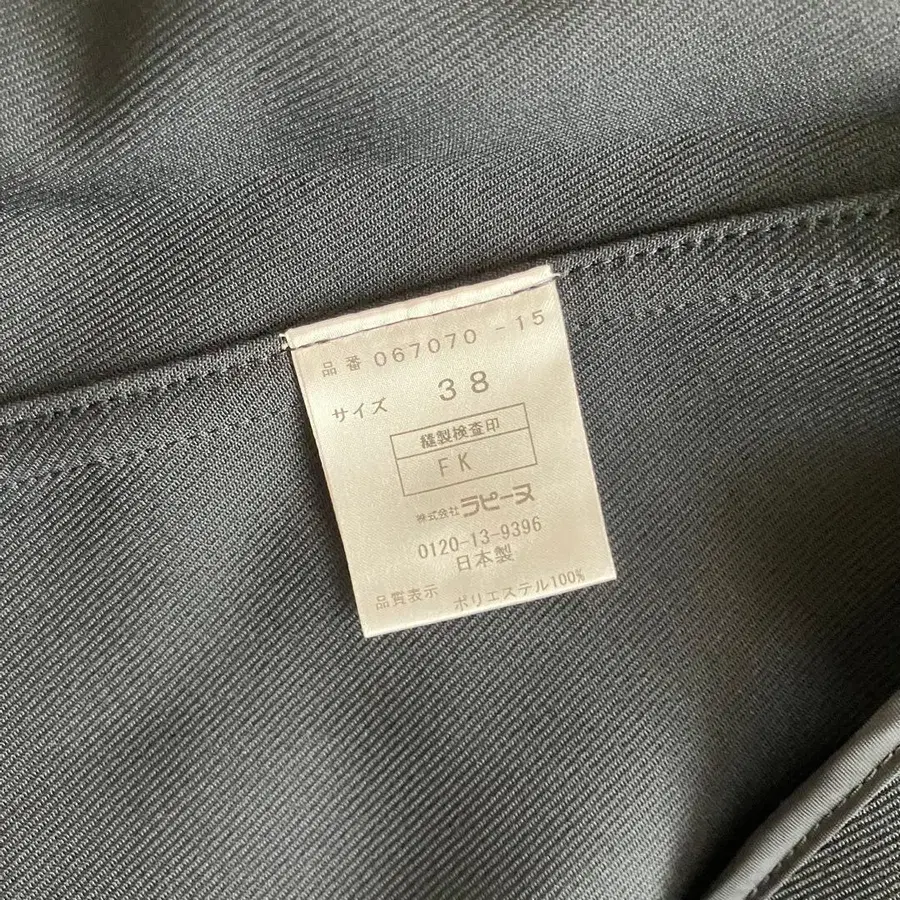 品番 067070-15
サイズ 38
縫製検査印
FK
株式会社ラピーヌ
0120-13-9396
日本製
品質表示 ポリエステル100%